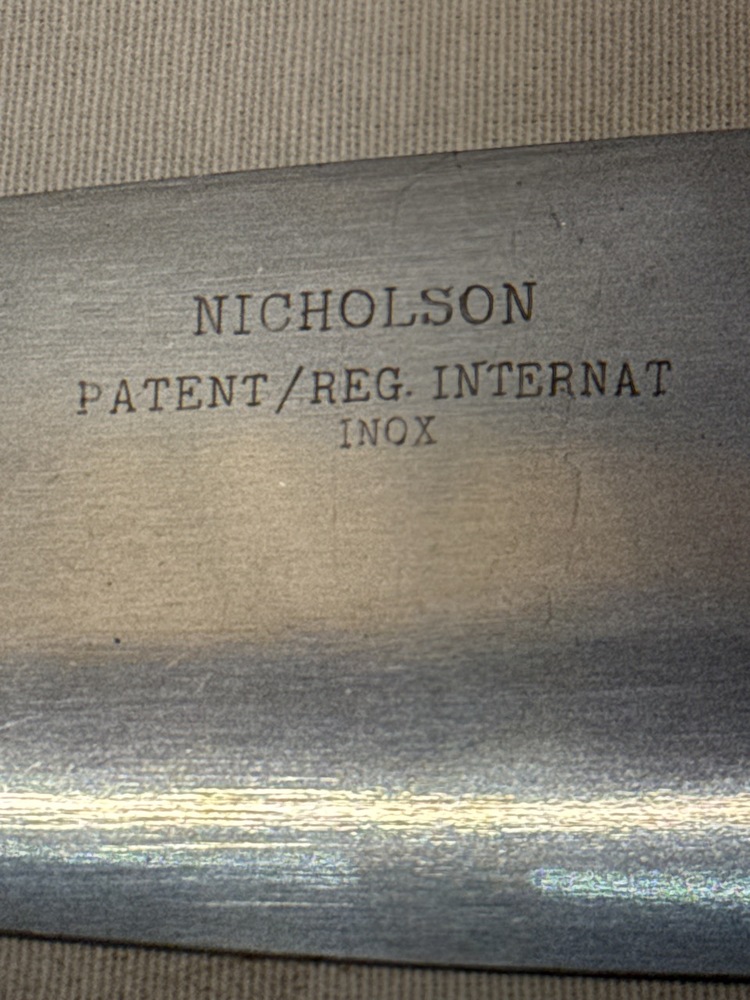 NICHOLSON
PATENT/REG. INTERNAT
INOX